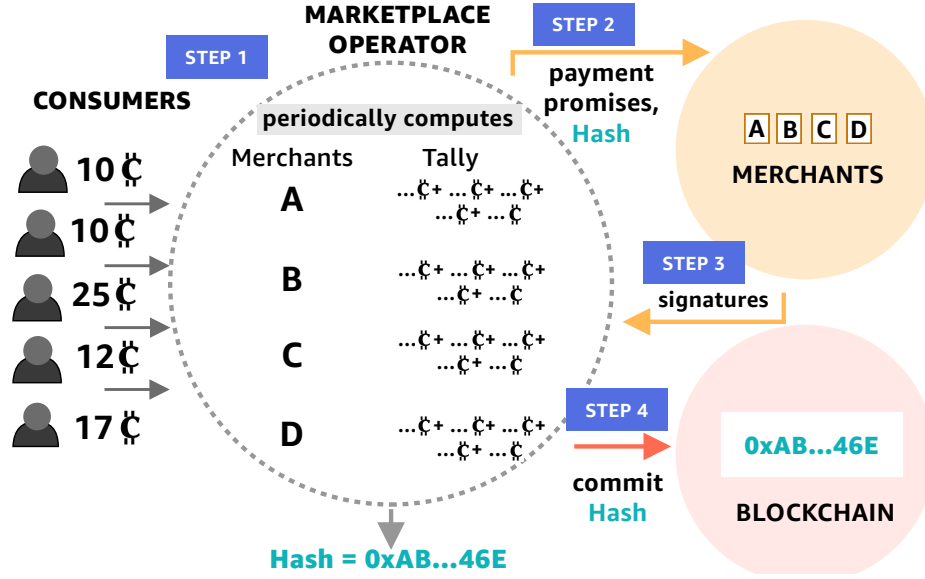 MARKETPLACE
OPERATOR
STEP 1
STEP 2
CONSUMERS
payment
promises,
Hash
periodically computes
Merchants Tally
10 ₵
10 ₵
25 ₵
12 ₵
17 ₵
A
...₵+ ...₵+ ...₵+
...₵+ ...₵
B
...₵+ ...₵+ ...₵+
...₵+ ...₵
C
...₵+ ...₵+ ...₵+
...₵+ ...₵
D
...₵+ ...₵+ ...₵+
...₵+ ...₵
A B C D
MERCHANTS
STEP 3
signatures
STEP 4
commit
Hash
0xAB...46E
BLOCKCHAIN
Hash = 0xAB...46E